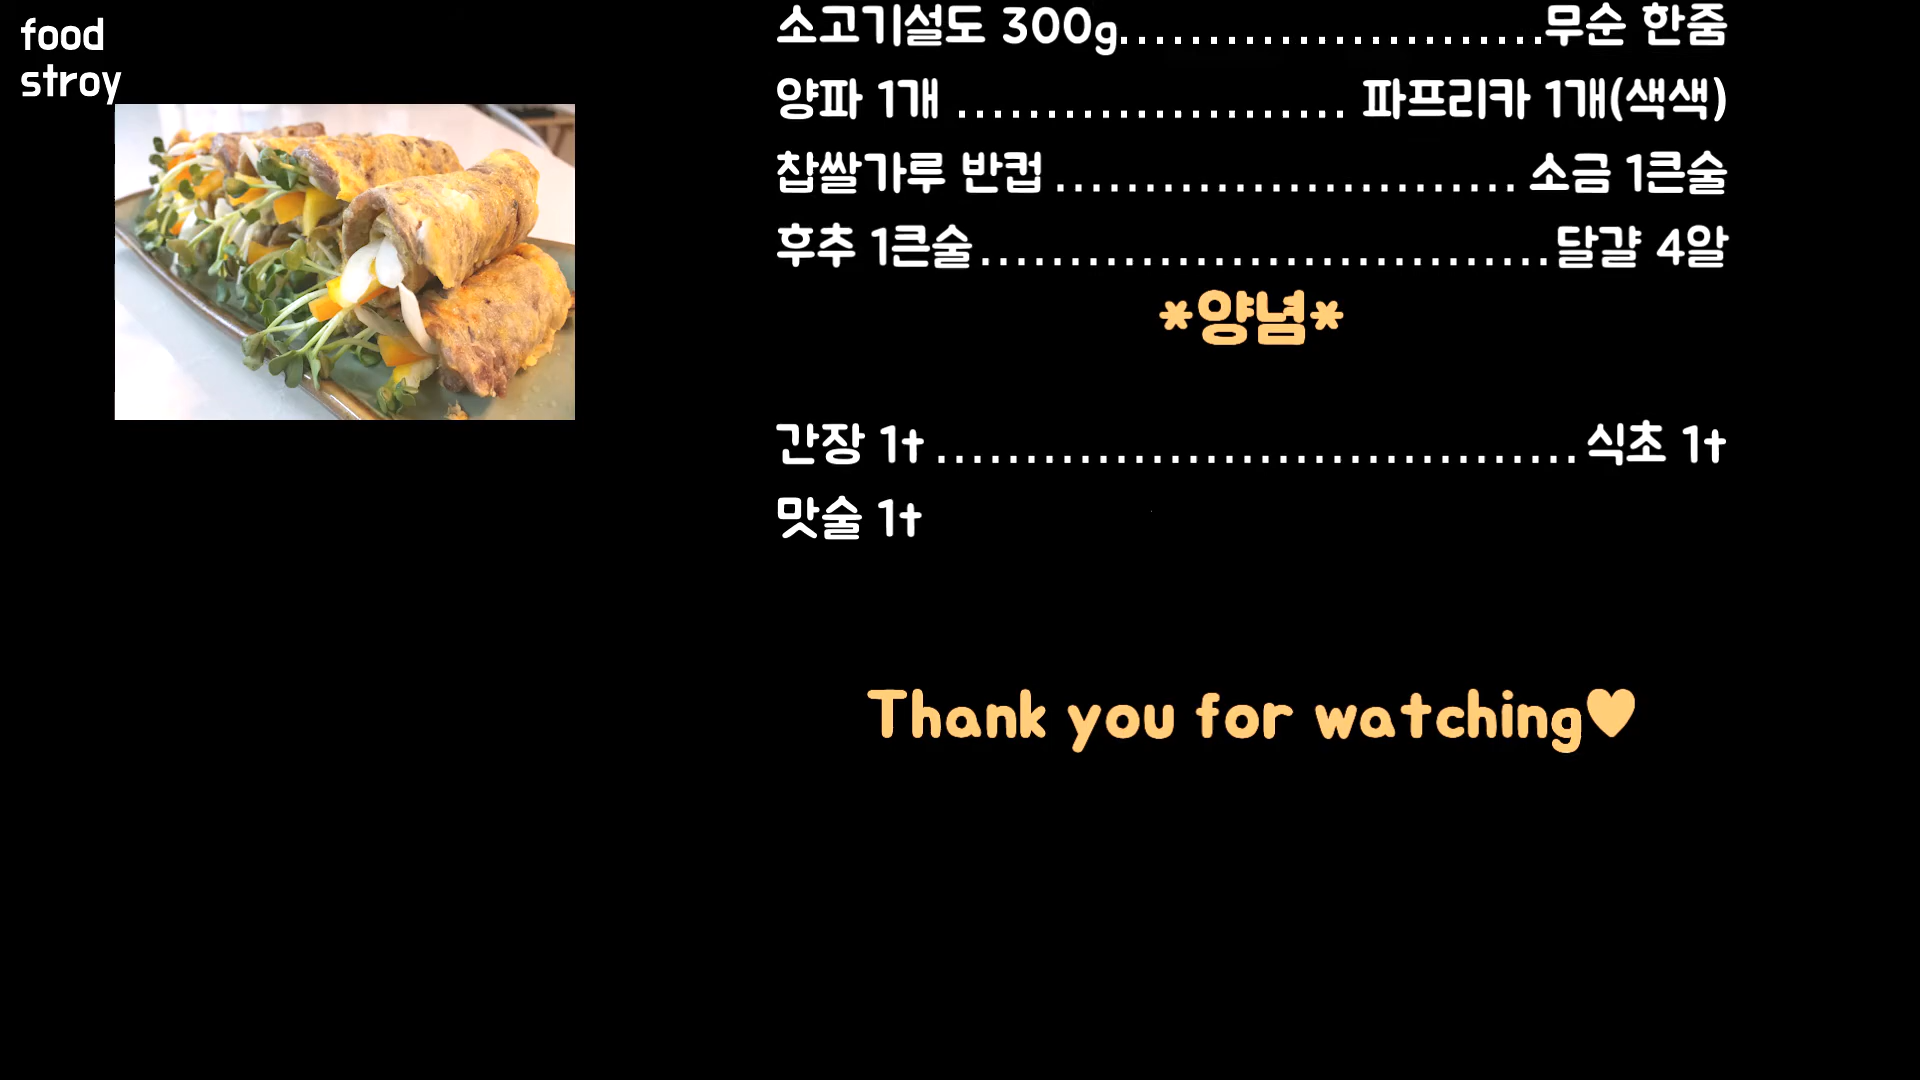 food
stroy
소고기설도 300g........................무순 한줌
양파 1개 ...................... 파프리카 1개(색색)
찹쌀가루 반컵 .......................... 소금 1큰술
후추 1큰술................................달걀 4알
*양념*
간장 1t ....................................식초 1t
맛술 1t
Thank you for watching♥